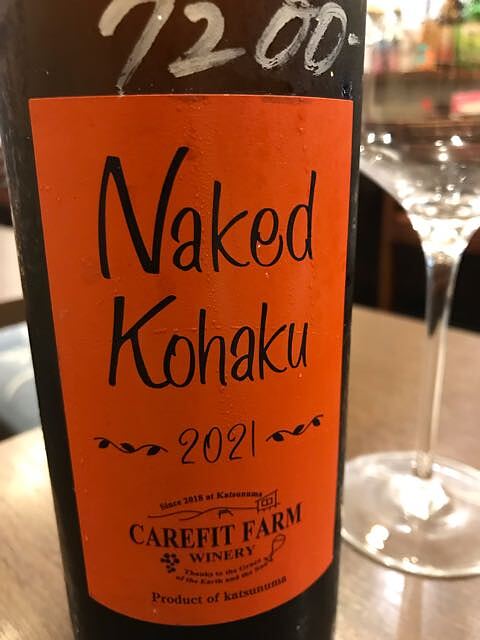 7200-
Naked
Kohaku
2021
Since 2018 at Katsunuma
CAREFIT FARM
WINERY
Thanks to the Grace
of the Earth and the Sun
Product of katsunuma